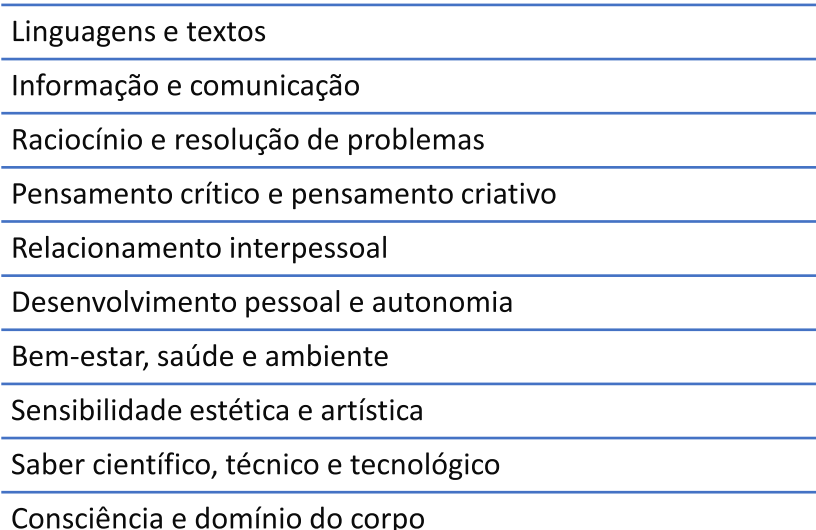 Linguagens e textos
Informação e comunicação
Raciocínio e resolução de problemas
Pensamento crítico e pensamento criativo
Relacionamento interpessoal
Desenvolvimento pessoal e autonomia
Bem-estar, saúde e ambiente
Sensibilidade estética e artística
Saber científico, técnico e tecnológico
Consciência e domínio do corpo